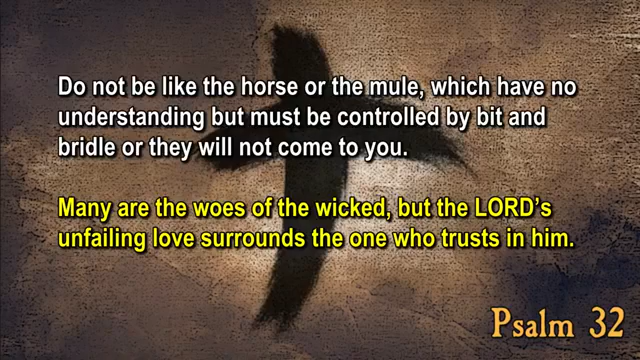 Do not be like the horse or the mule, which have no
understanding but must be controlled by bit and
bridle or they will not come to you.
Many are the woes of the wicked, but the LORD’s
unfailing love surrounds the one who trusts in him.
Psalm 32